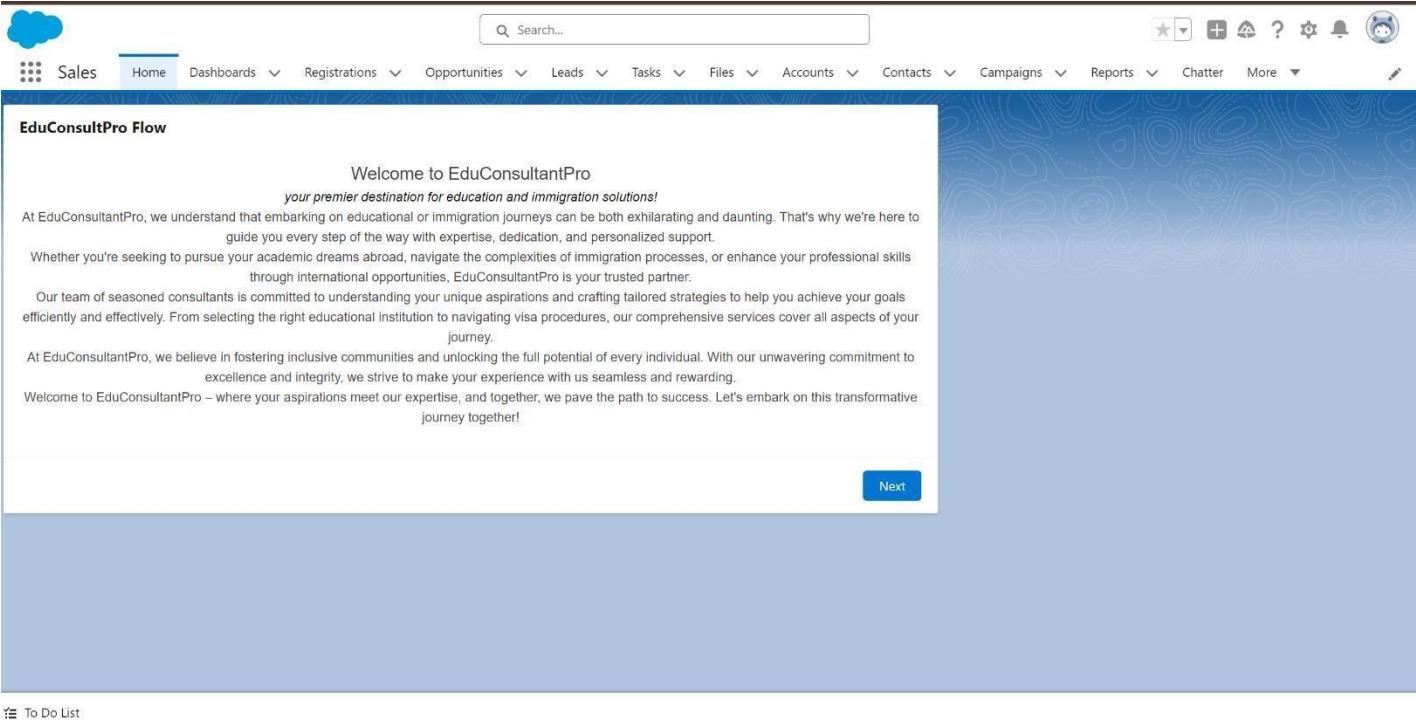 Search...
Sales Home Dashboards Registrations Opportunities Leads Tasks Files Accounts Contacts Campaigns Reports Chatter More
EduConsultPro Flow
Welcome to EduConsultantPro
your premier destination for education and immigration solutions!
At EduConsultantPro, we understand that embarking on educational or immigration journeys can be both exhilarating and daunting. That's why we're here to
guide you every step of the way with expertise, dedication, and personalized support.
Whether you're seeking to pursue your academic dreams abroad, navigate the complexities of immigration processes, or enhance your professional skills
through international opportunities, EduConsultantPro is your trusted partner.
Our team of seasoned consultants is committed to understanding your unique aspirations and crafting tailored strategies to help you achieve your goals
efficiently and effectively. From selecting the right educational institution to navigating visa procedures, our comprehensive services cover all aspects of your
journey.
At EduConsultantPro, we believe in fostering inclusive communities and unlocking the full potential of every individual. With our unwavering commitment to
excellence and integrity, we strive to make your experience with us seamless and rewarding.
Welcome to EduConsultantPro – where your aspirations meet our expertise, and together, we pave the path to success. Let's embark on this transformative
journey together!
Next
To Do List